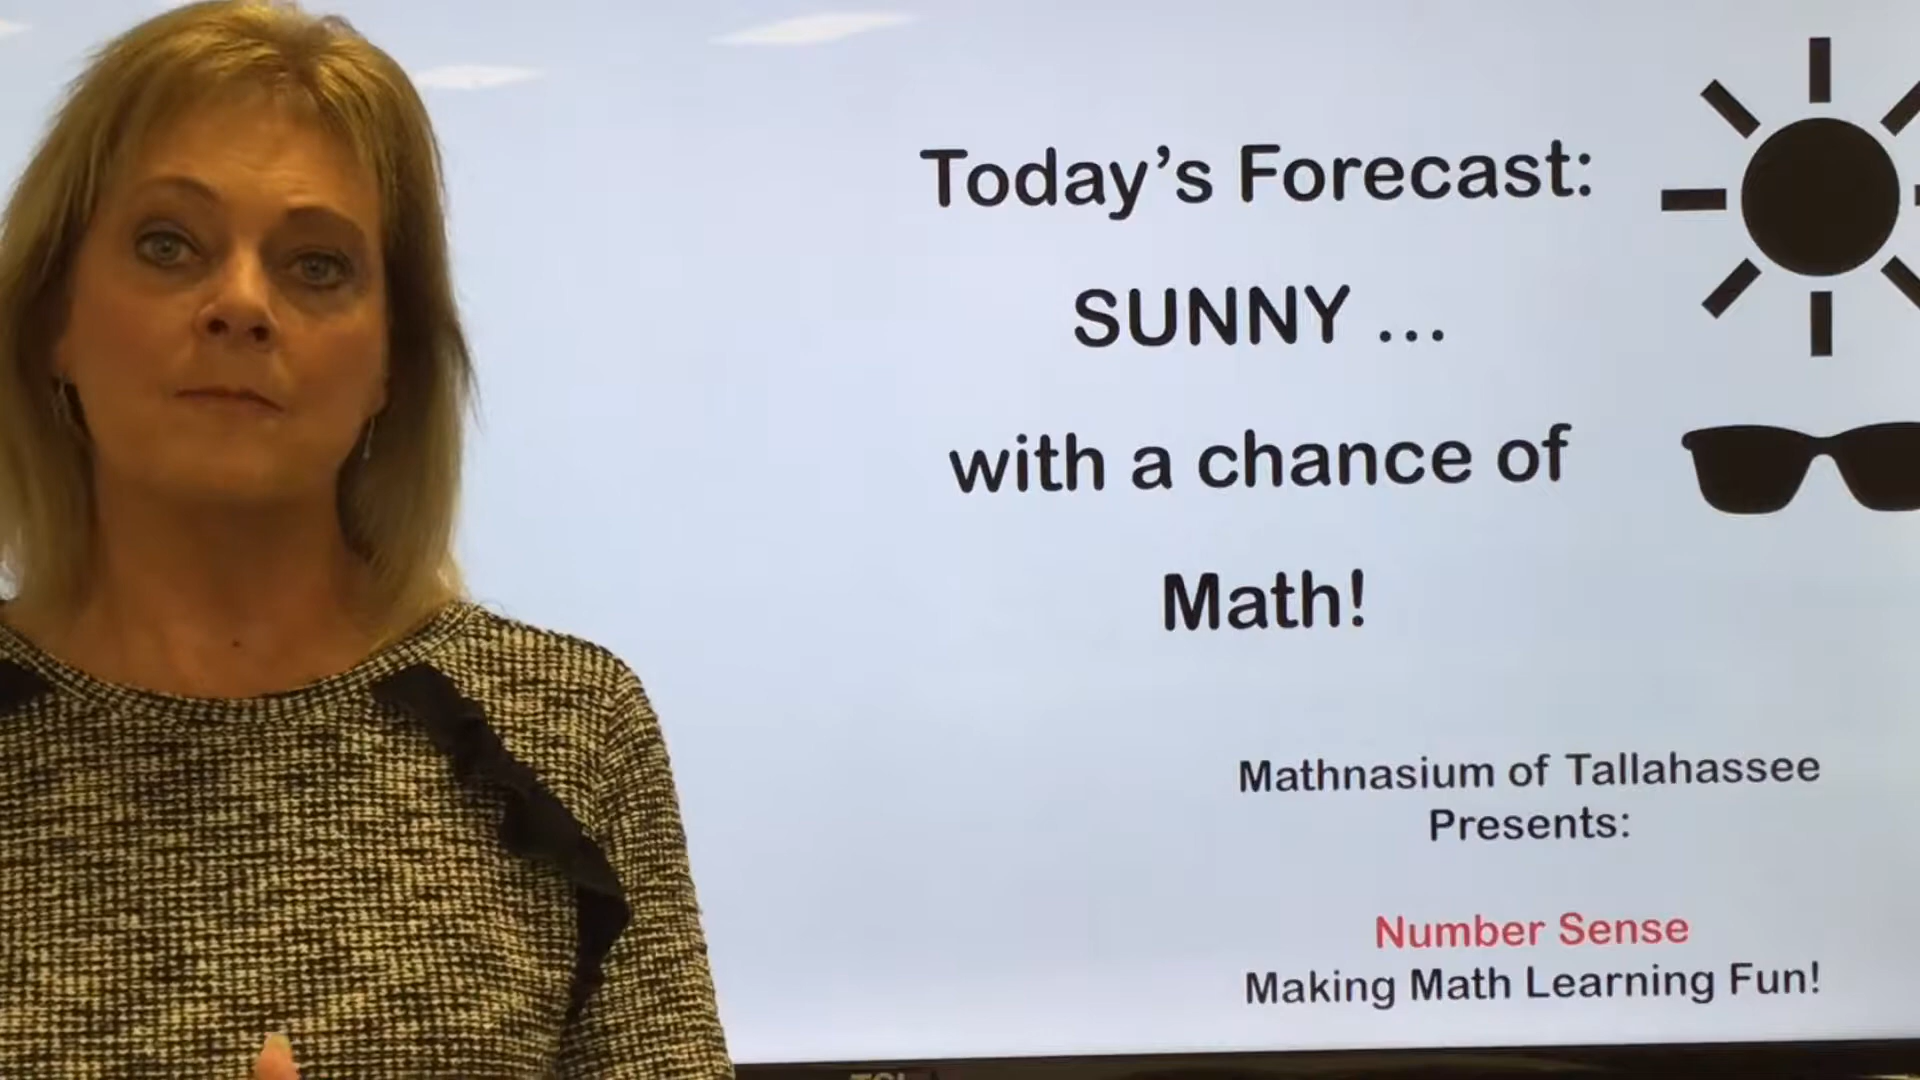 Today’s Forecast:
SUNNY ...
with a chance of
Math!
Mathnasium of Tallahassee
Presents:
Number Sense
Making Math Learning Fun!